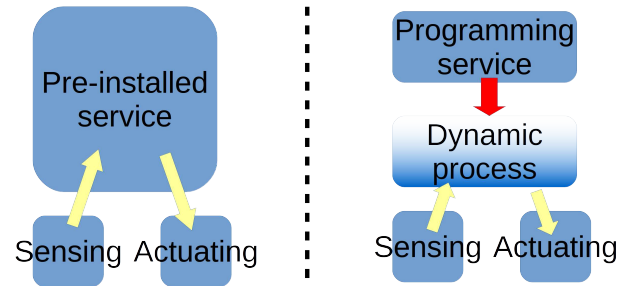 Pre-installed
service
Sensing
Actuating
Programming
service
Dynamic
process
Sensing
Actuating